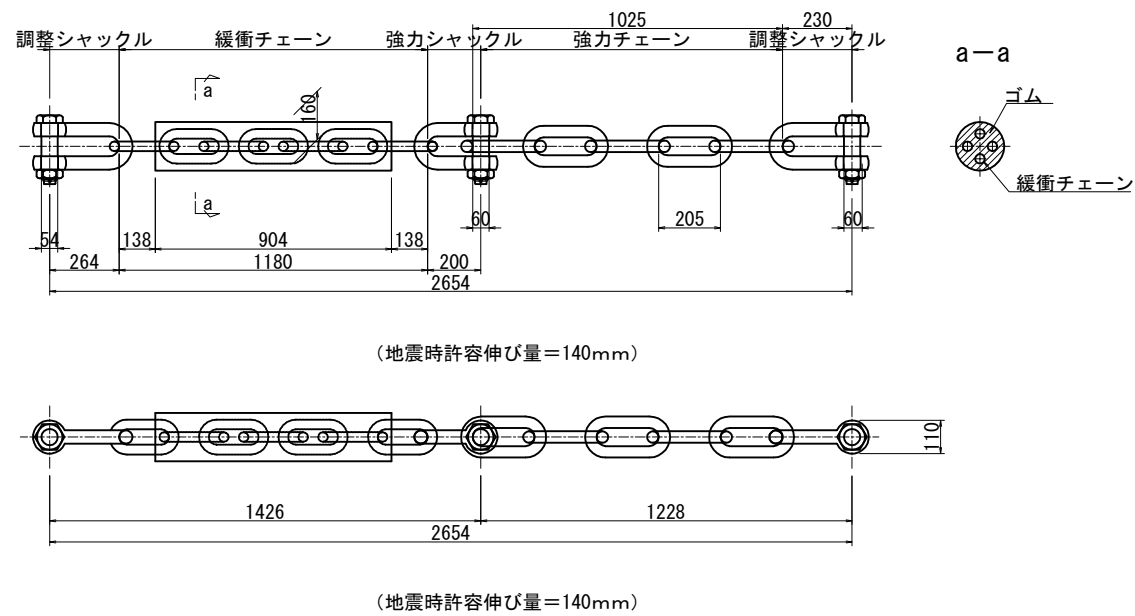 1025
230
調整シャックル
緩衝チェーン
強力シャックル
強力チェーン
調整シャックル
a
160
a
54
60
205
60
138
904
138
264
1180
200
2654
a－a
ゴム
緩衝チェーン
(地震時許容伸び量＝140mm)
110
1426
1228
2654
(地震時許容伸び量＝140mm)